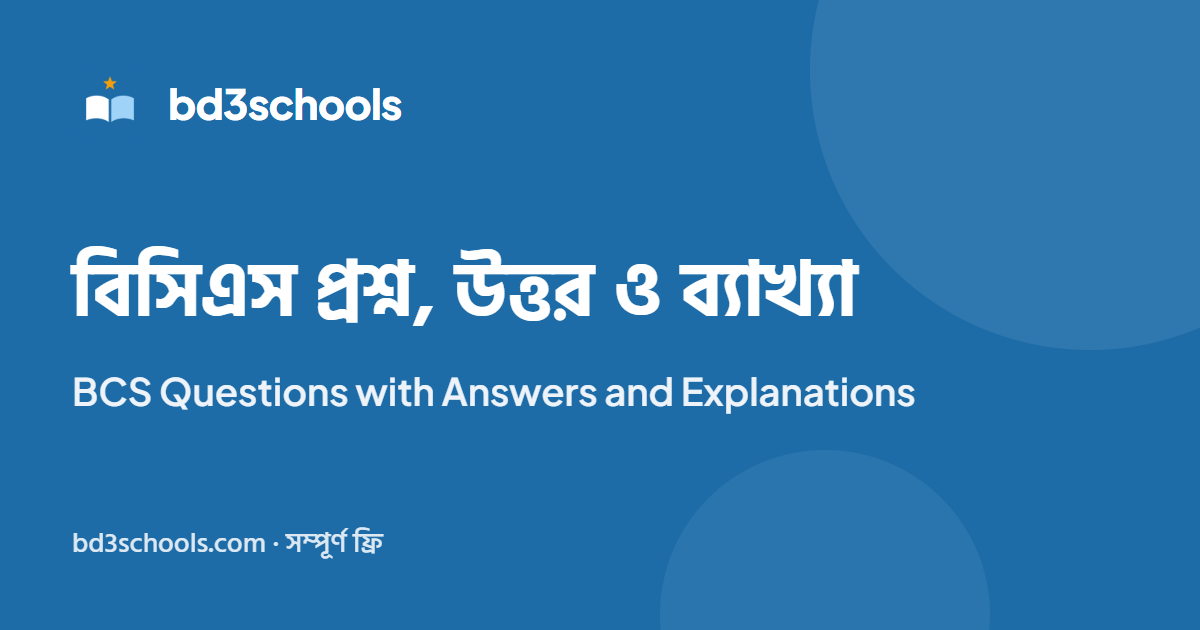 bd3schools
বিসিএস প্রশ্ন, উত্তর ও ব্যাখ্যা
BCS Questions with Answers and Explanations
bd3schools.com · সম্পূর্ণ ফ্রি